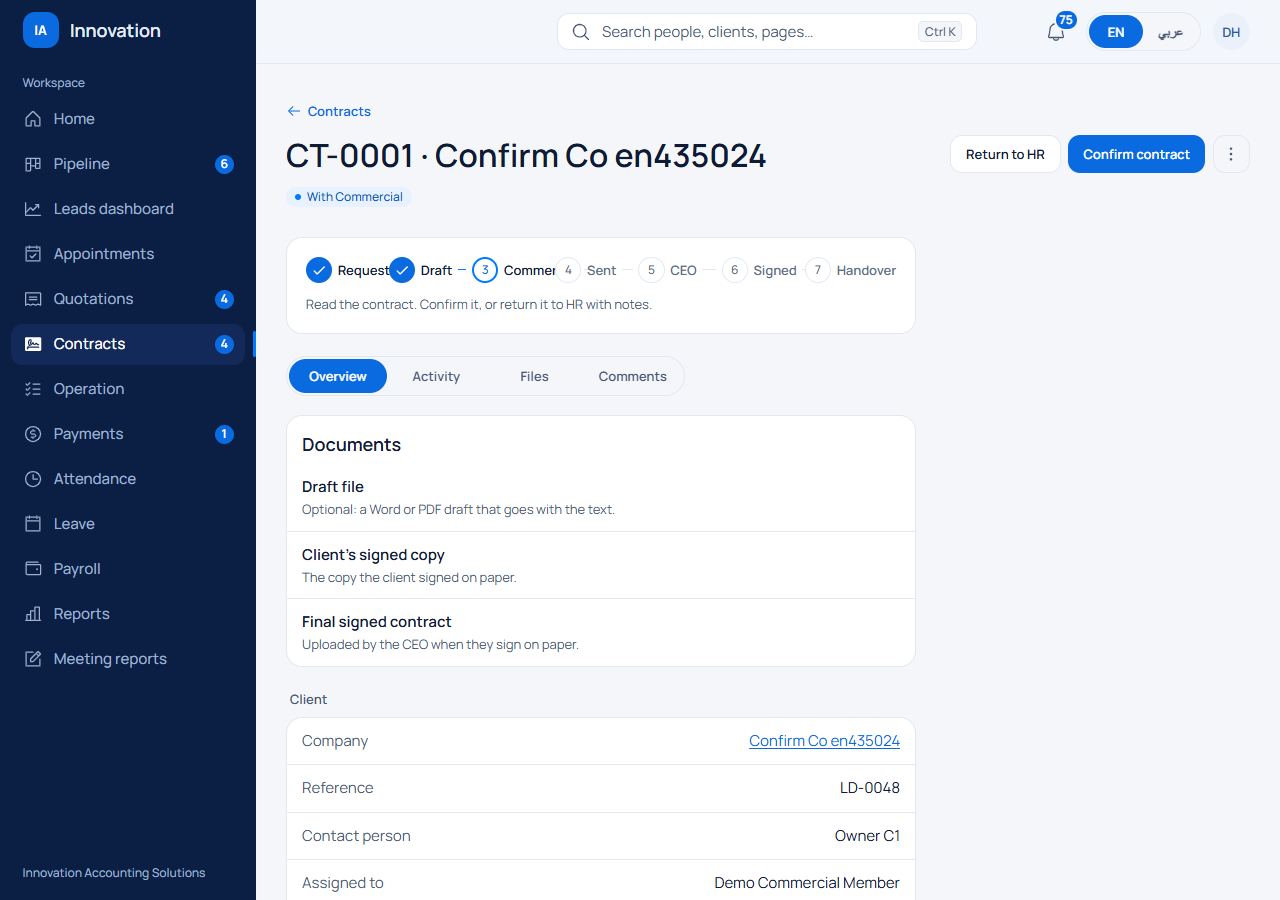 IA Innovation
Search people, clients, pages... Ctrl K
75
EN عربي DH
Workspace
Home
Pipeline 6
Leads dashboard
Appointments
Quotations 4
Contracts 4
Operation
Payments 1
Attendance
Leave
Payroll
Reports
Meeting reports
Innovation Accounting Solutions
← Contracts
CT-0001 · Confirm Co en435024
Return to HR Confirm contract
With Commercial
Request Draft 3 Commer 4 Sent 5 CEO 6 Signed 7 Handover
Read the contract. Confirm it, or return it to HR with notes.
Overview Activity Files Comments
Documents
Draft file
Optional: a Word or PDF draft that goes with the text.
Client's signed copy
The copy the client signed on paper.
Final signed contract
Uploaded by the CEO when they sign on paper.
Client
Company Confirm Co en435024
Reference LD-0048
Contact person Owner C1
Assigned to Demo Commercial Member